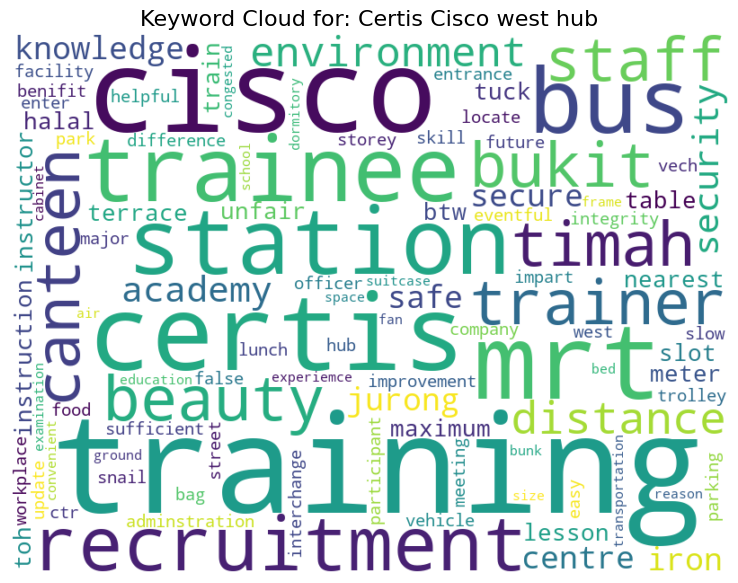 Keyword Cloud for: Certis Cisco west hub
knowledge
train
congested
environment
staff
facility
cisco
entrance
bus
benifit
helpful
dormitory
tuck
enter
halal
locate
security
park
difference
storey
skill
future
instructor
cabinet
canteen
trainee
school
bukit
vech
secure
frame
table
terrace
unfair
btw
eventful
integrity
major
station
timah
academy
officer
suitcase
impart
nearest
space
safe
trainer
air
certis
fan
company
west
slow
instruction
lunch
hub
mrt
slot
education
false
experiemce
improvement
bed
meter
food
beauty
jurong
trolley
examination
sufficient
maximum
distance
workplace
street
participant
training
ground
snail
meeting
bunk
transportation
convenient
update
bag
interchange
size
easy
reason
parking
ctr
adminstration
vehicle
toh
recruitment
lesson
centre
iron